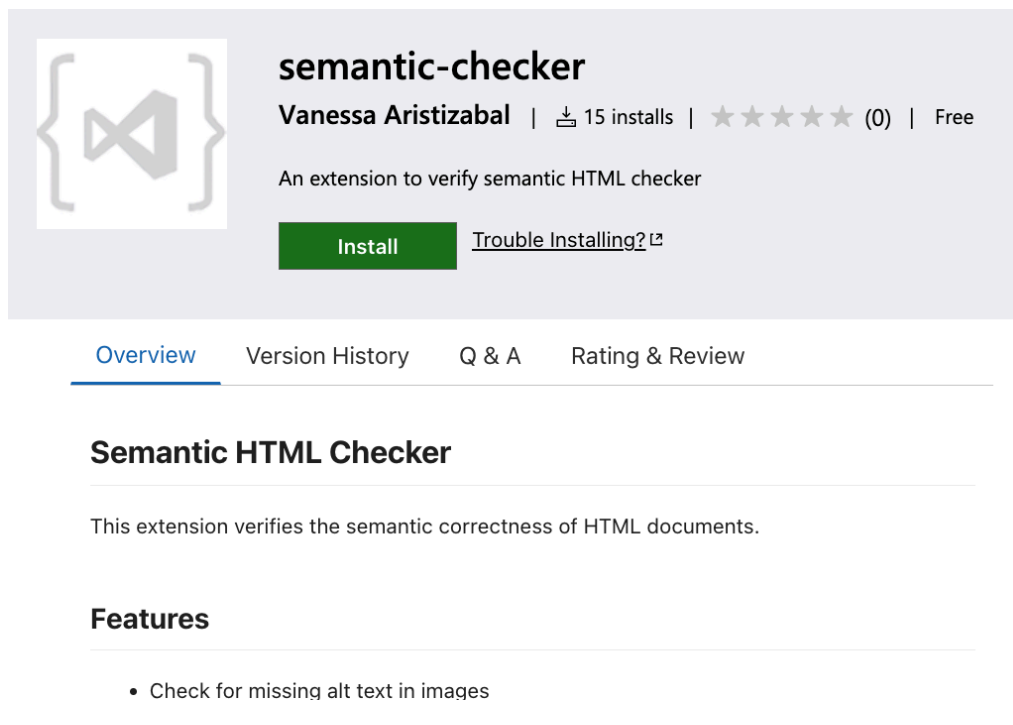 semantic-checker
Vanessa Aristizabal | 15 installs | (0) | Free
An extension to verify semantic HTML checker
Install Trouble Installing?
Overview Version History Q & A Rating & Review
Semantic HTML Checker
This extension verifies the semantic correctness of HTML documents.
Features
• Check for missing alt text in images